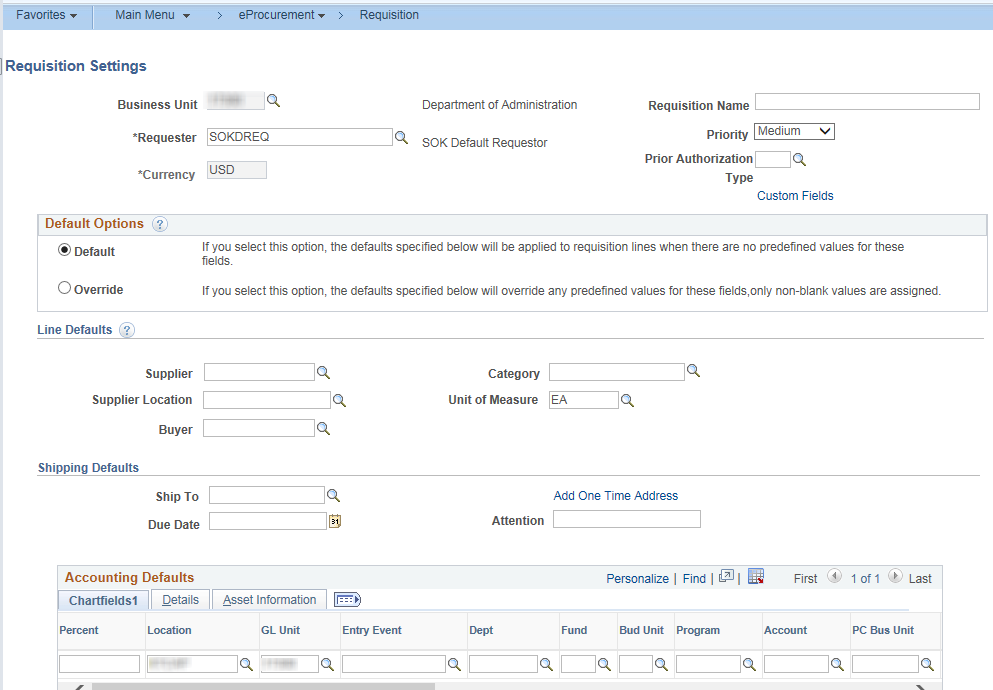 Favorites Main Menu > eProcurement > Requisition
Requisition Settings
Business Unit Department of Administration Requisition Name
*Requester SOKDREQ SOK Default Requestor Priority Medium
*Currency USD Prior Authorization
Type
Custom Fields
Default Options ?
Default If you select this option, the defaults specified below will be applied to requisition lines when there are no predefined values for these
fields.
Override If you select this option, the defaults specified below will override any predefined values for these fields,only non-blank values are assigned.
Line Defaults ?
Supplier Category
Supplier Location Unit of Measure EA
Buyer
Shipping Defaults
Ship To Add One Time Address
Due Date 31 Attention
Accounting Defaults Personalize | Find | | First 1 of 1 Last
Chartfields1 Details Asset Information
Percent Location GL Unit Entry Event Dept Fund Bud Unit Program Account PC Bus Unit